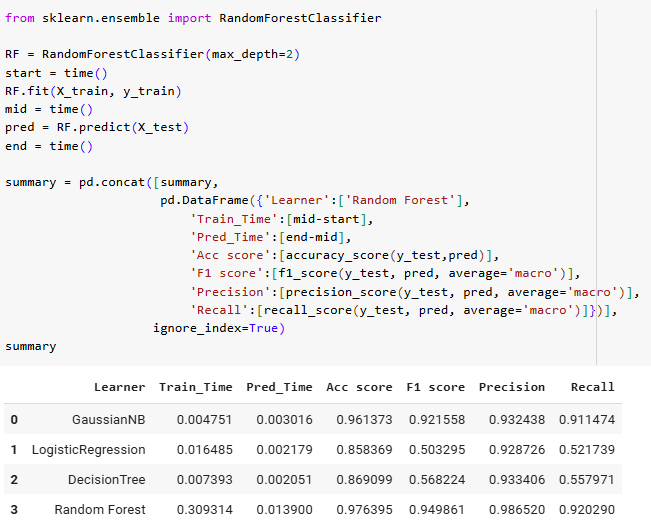 from sklearn.ensemble import RandomForestClassifier
RF = RandomForestClassifier(max_depth=2)
start = time()
RF.fit(X_train, y_train)
mid = time()
pred = RF.predict(X_test)
end = time()
summary = pd.concat([summary,
pd.DataFrame({'Learner':['Random Forest'],
'Train_Time':[mid-start],
'Pred_Time':[end-mid],
'Acc score':[accuracy_score(y_test,pred)],
'F1 score':[f1_score(y_test, pred, average='macro')],
'Precision':[precision_score(y_test, pred, average='macro')],
'Recall':[recall_score(y_test, pred, average='macro')]})],
ignore_index=True)
summary
Learner Train_Time Pred_Time Acc score F1 score Precision Recall
0 GaussianNB 0.004751 0.003016 0.961373 0.921558 0.932438 0.911474
1 LogisticRegression 0.016485 0.002179 0.858369 0.503295 0.928726 0.521739
2 DecisionTree 0.007393 0.002051 0.869099 0.568224 0.933406 0.557971
3 Random Forest 0.309314 0.013900 0.976395 0.949861 0.986520 0.920290